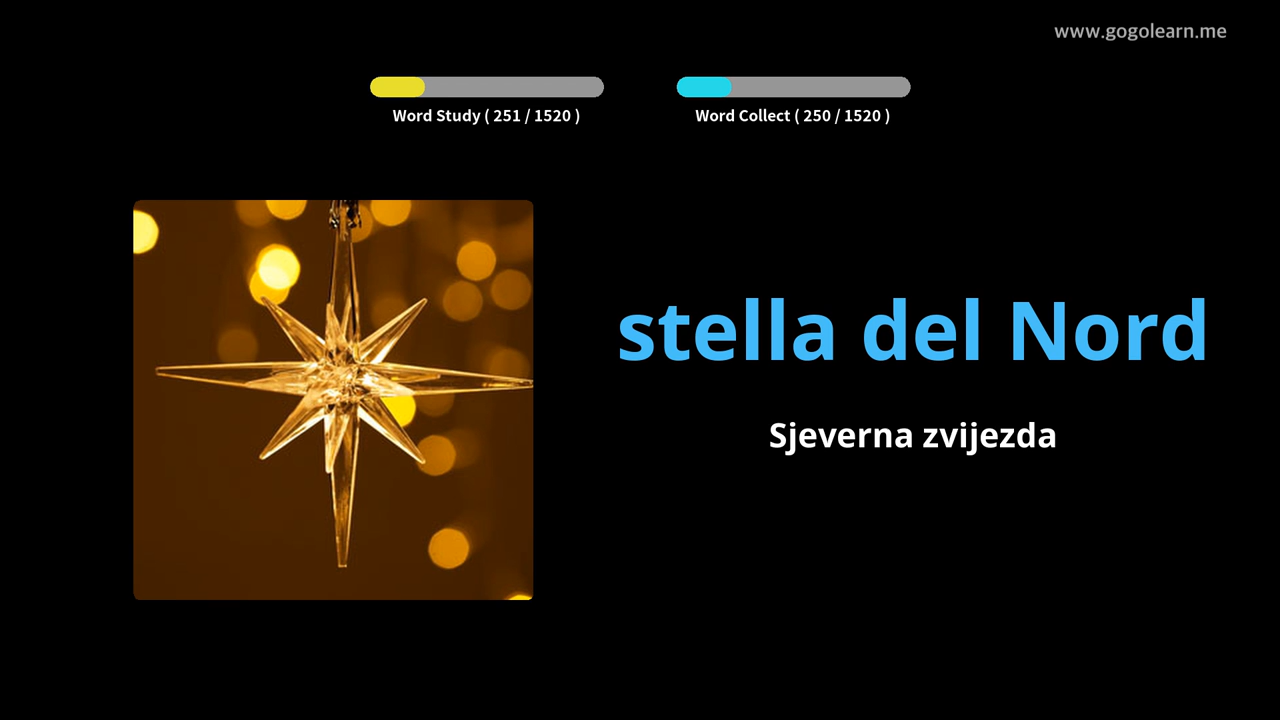 www.gogolearn.me
Word Study ( 251 / 1520 )
Word Collect ( 250 / 1520 )
stella del Nord
Sjeverna zvijezda